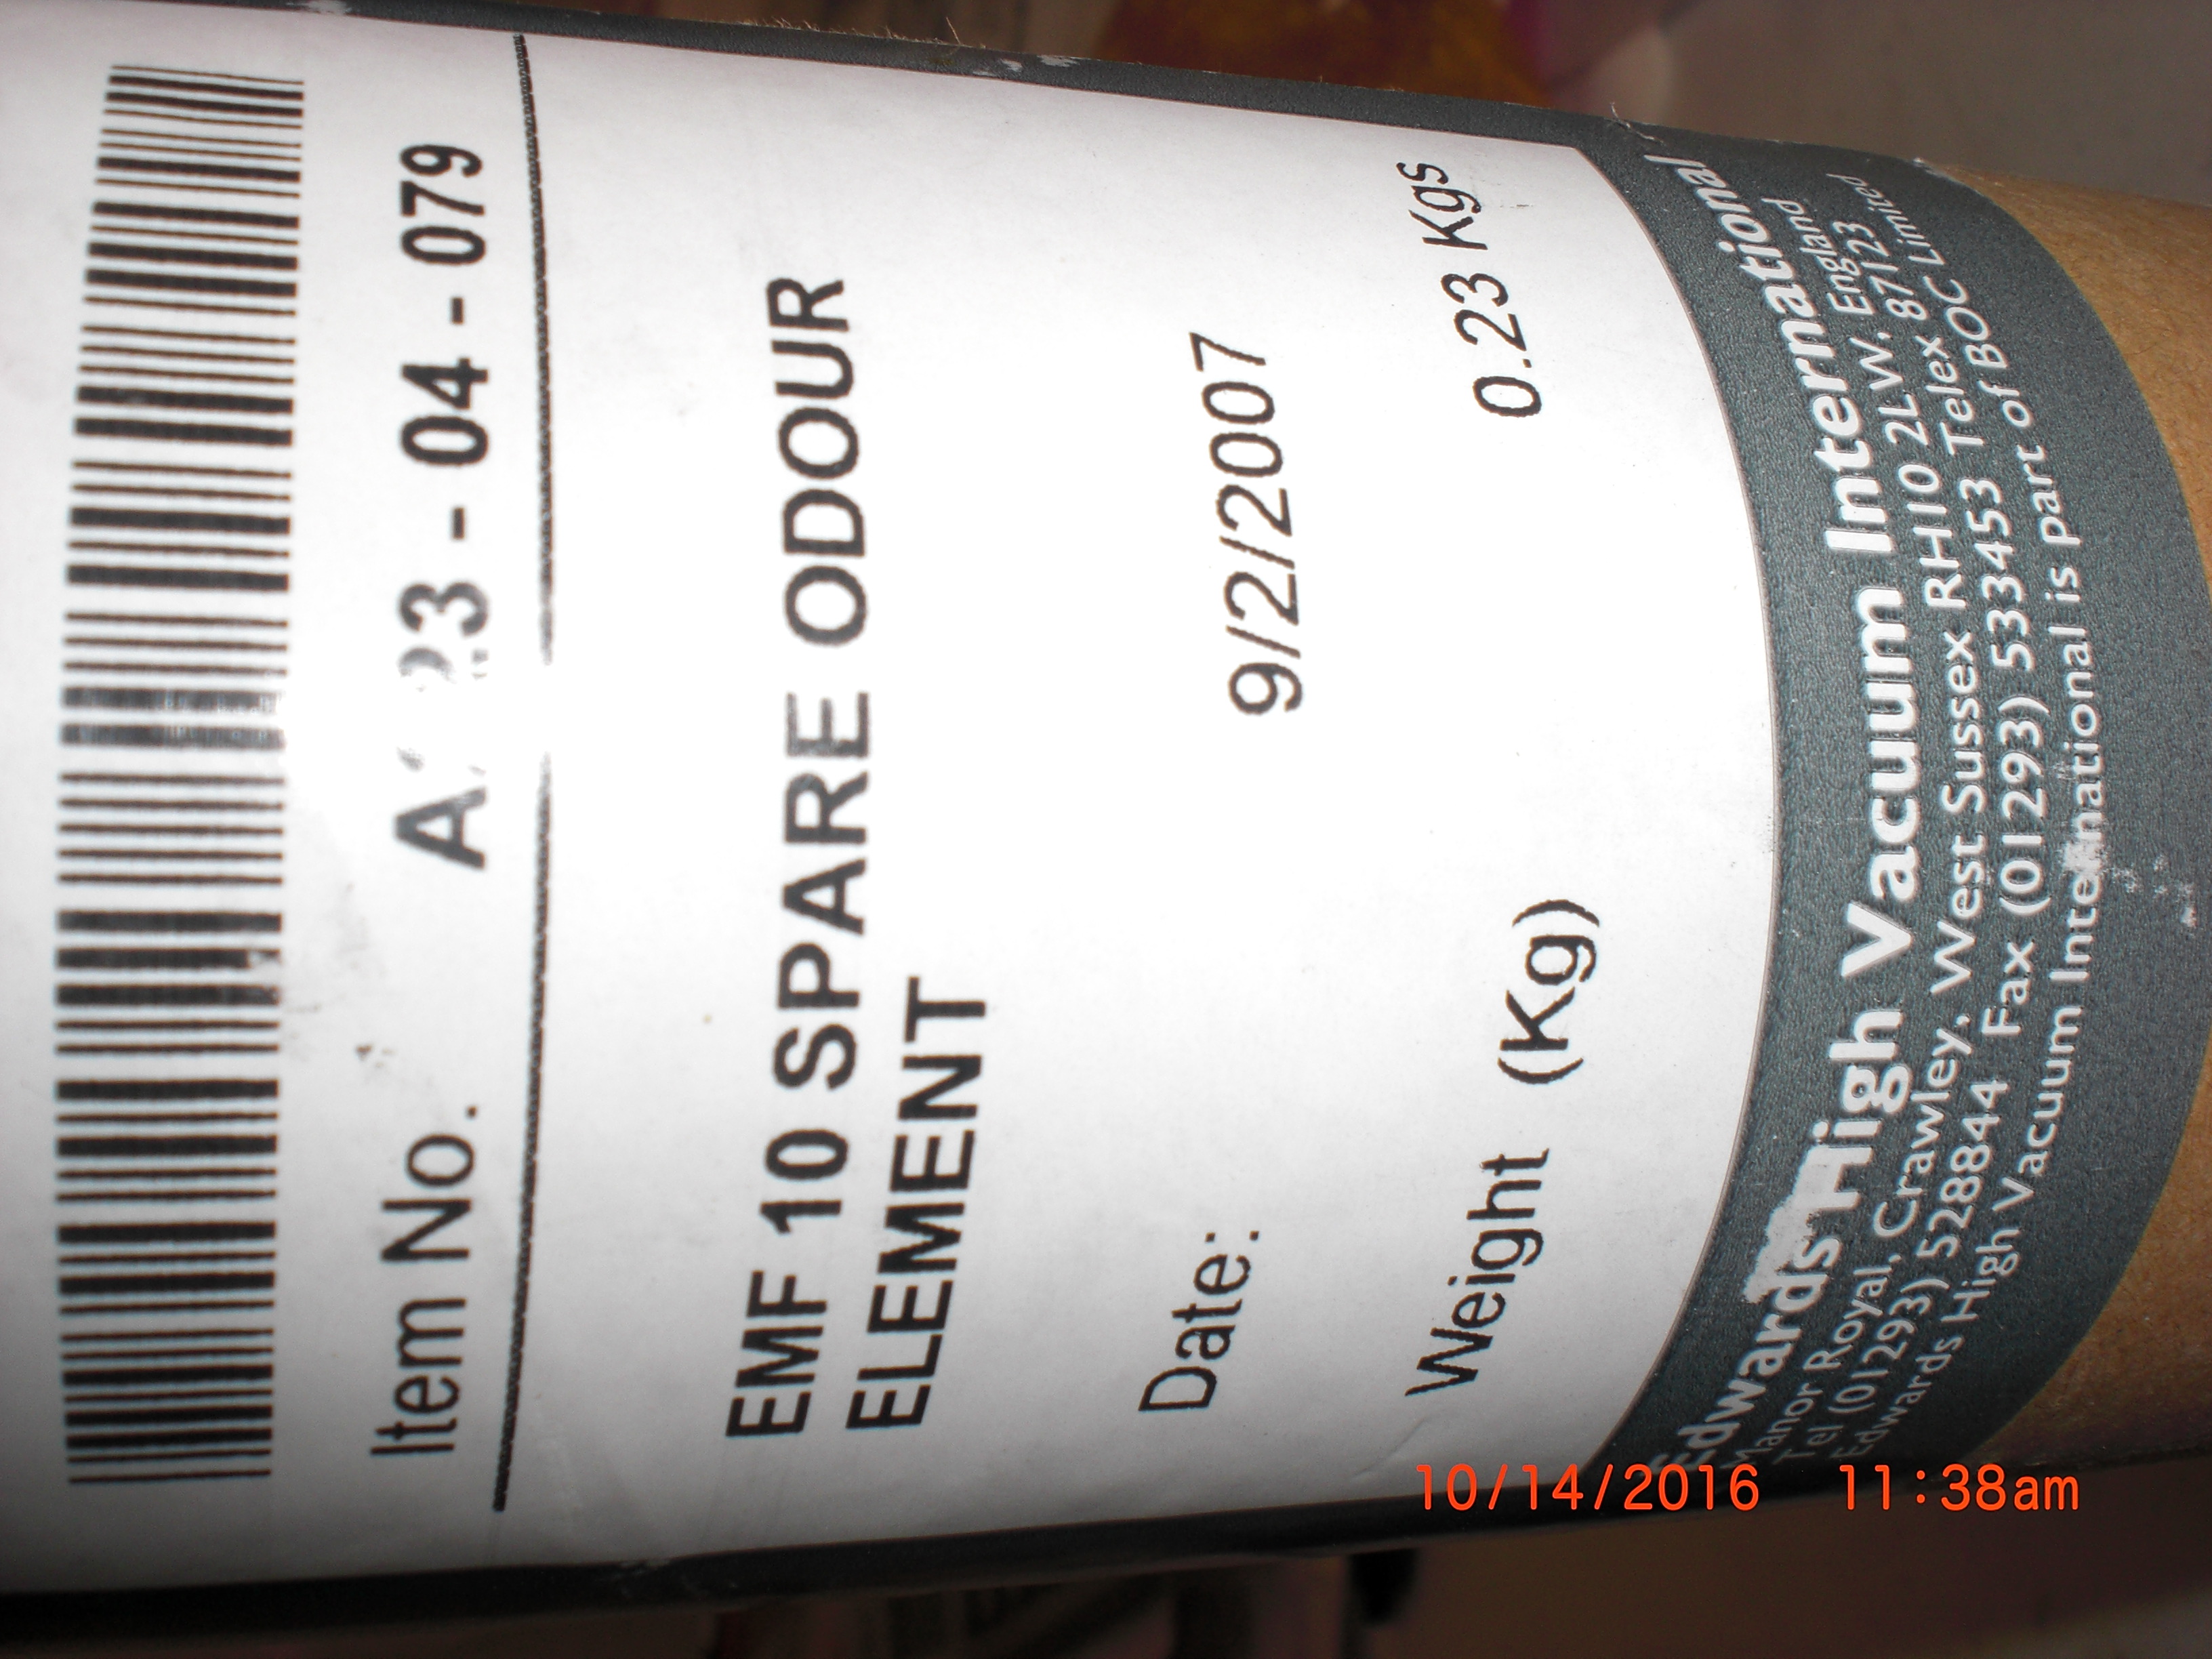 Item No. A223 - 04 - 079
EMF 10 SPARE ODOUR
ELEMENT
Date: 9/2/2007
Weight (Kg) 0.23 Kgs
Edwards High Vacuum International
Manor Royal, Crawley, West Sussex RH10 2LW. England
Tel (01293) 528844 Fax (01293) 533453 Telex 87123
Edwards High Vacuum International is part of BOC Limited
10/14/2016 11:38am